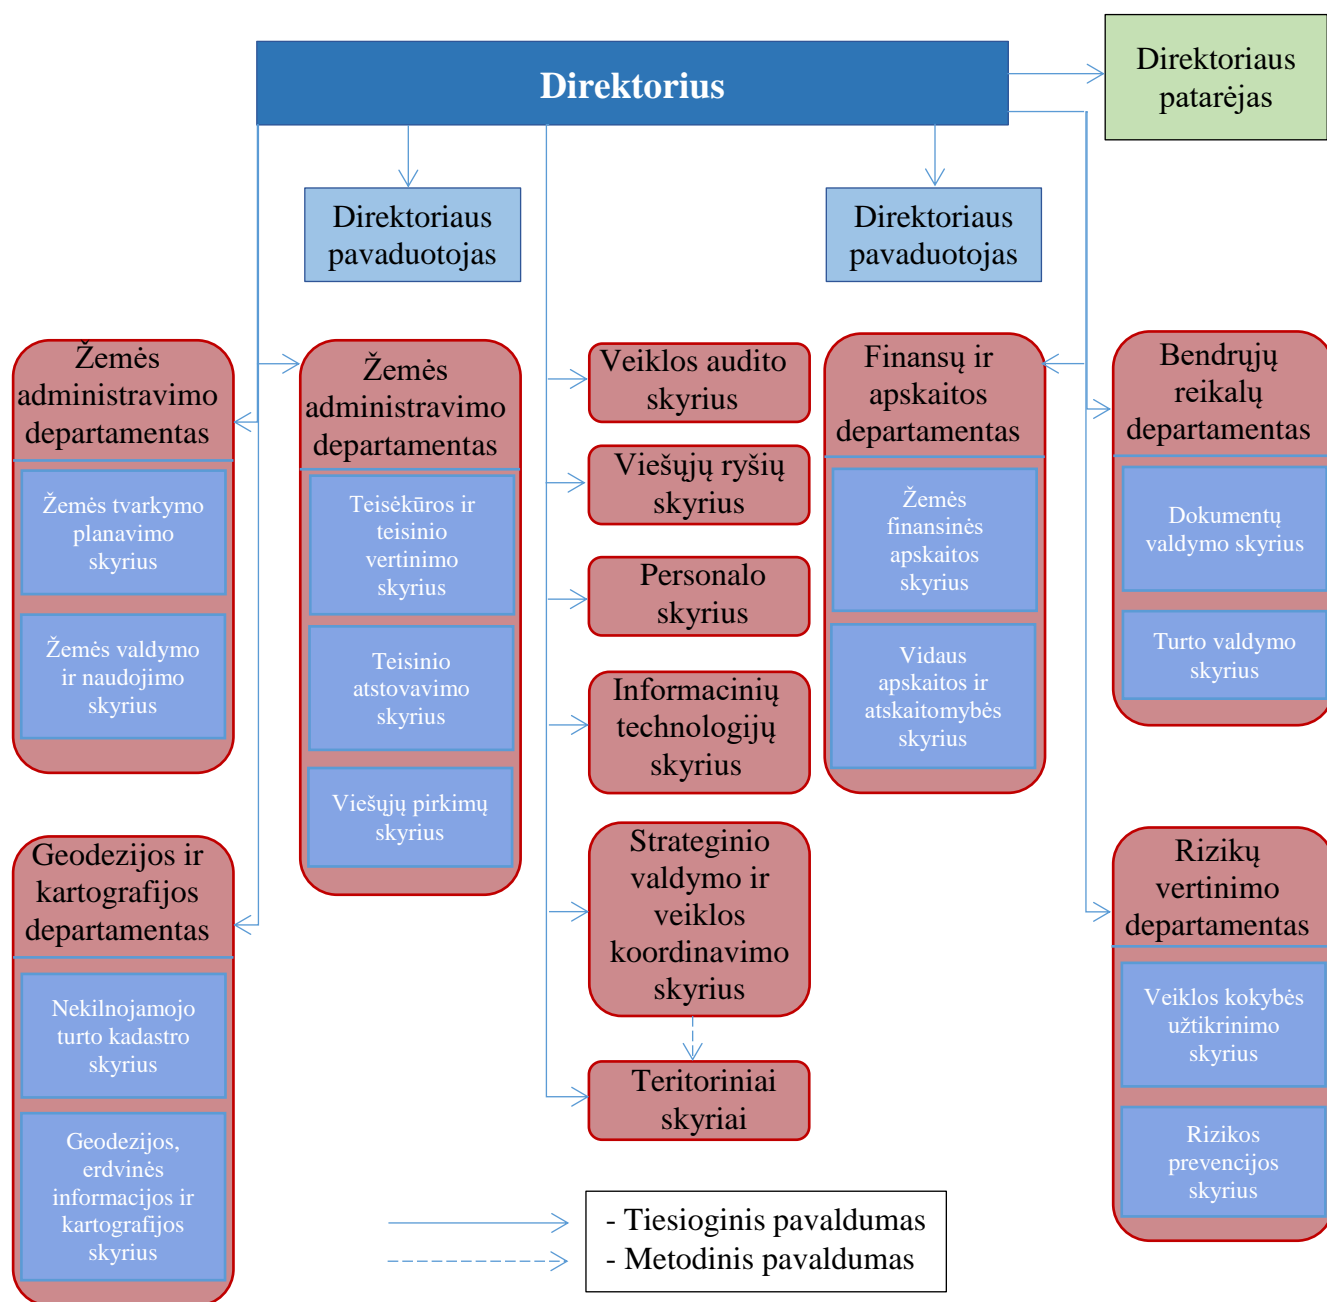 Direktorius
Direktoriaus
patarėjas
Direktoriaus
pavaduotojas
Direktoriaus
pavaduotojas
Žemės
administravimo
departamentas
Žemės tvarkymo
planavimo
skyrius
Žemės valdymo
ir naudojimo
skyrius
Žemės
administravimo
departamentas
Teisėkūros ir
teisinio
vertinimo
skyrius
Teisinio
atstovavimo
skyrius
Viešųjų pirkimų
skyrius
Veiklos audito
skyrius
Viešųjų ryšių
skyrius
Personalo
skyrius
Informacinių
technologijų
skyrius
Strateginio
valdymo ir
veiklos
koordinavimo
skyrius
Teritoriniai
skyriai
Finansų ir
apskaitos
departamentas
Žemės
finansinės
apskaitos
skyrius
Vidaus
apskaitos ir
atskaitomybės
skyrius
Bendrųjų
reikalų
departamentas
Dokumentų
valdymo skyrius
Turto valdymo
skyrius
Geodezijos ir
kartografijos
departamentas
Nekilnojamojo
turto kadastro
skyrius
Geodezijos,
erdvinės
informacijos ir
kartografijos
skyrius
Rizikų
vertinimo
departamentas
Veiklos kokybės
užtikrinimo
skyrius
Rizikos
prevencijos
skyrius
- Tiesioginis pavaldumas
- Metodinis pavaldumas